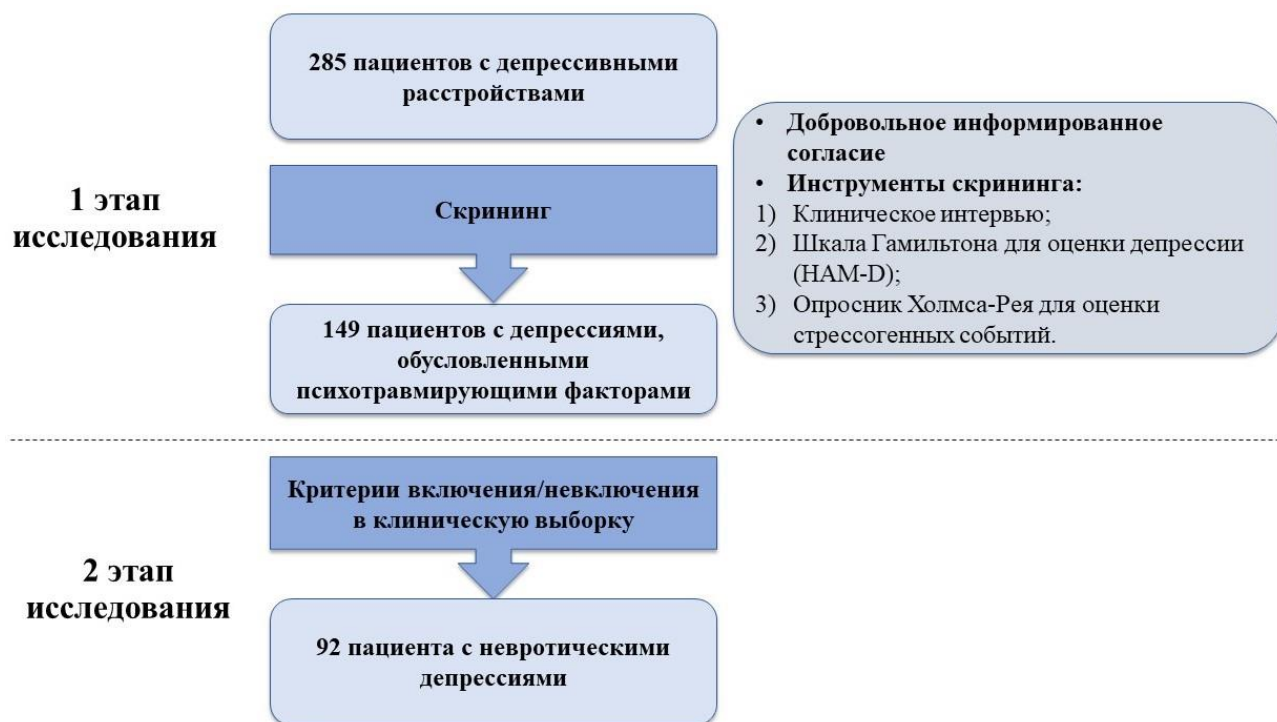 285 пациентов с депрессивными
расстройствами
1 этап
исследования
Скрининг
149 пациентов с депрессиями,
обусловленными
психотравмирующими факторами
• Добровольное информированное
согласие
• Инструменты скрининга:
1) Клиническое интервью;
2) Шкала Гамильтона для оценки депрессии
(HAM-D);
3) Опросник Холмса-Рея для оценки
стрессогенных событий.
2 этап
исследования
Критерии включения/невключения
в клиническую выборку
92 пациента с невротическими
депрессиями